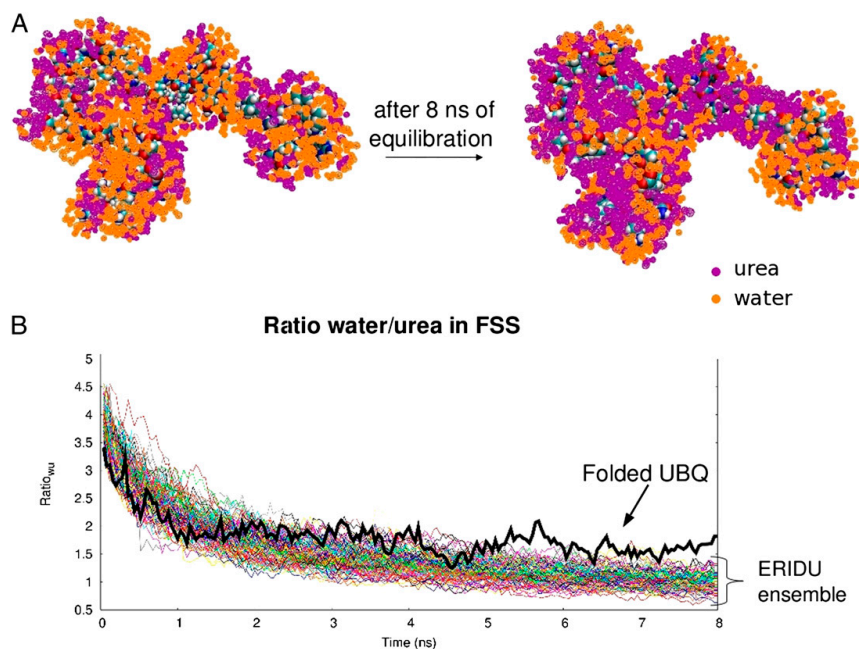 A
after 8 ns of
equilibration
urea
water
B
Ratio water/urea in FSS
5
4.5
4
3.5
3
2.5
2
1.5
1
0.5
Ratio_wu
Folded UBQ
ERIDU
ensemble
0 1 2 3 4 5 6 7 8
Time (ns)